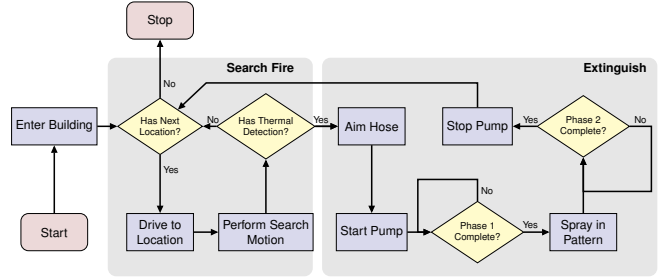 Stop
No
Search Fire
Extinguish
Enter Building
Has Next
Location?
No
Has Thermal
Detection?
Yes
Aim Hose
Stop Pump
Yes
Phase 2
Complete?
No
Yes
Start
Drive to
Location
Perform Search
Motion
Start Pump
No
Phase 1
Complete?
Yes
Spray in
Pattern